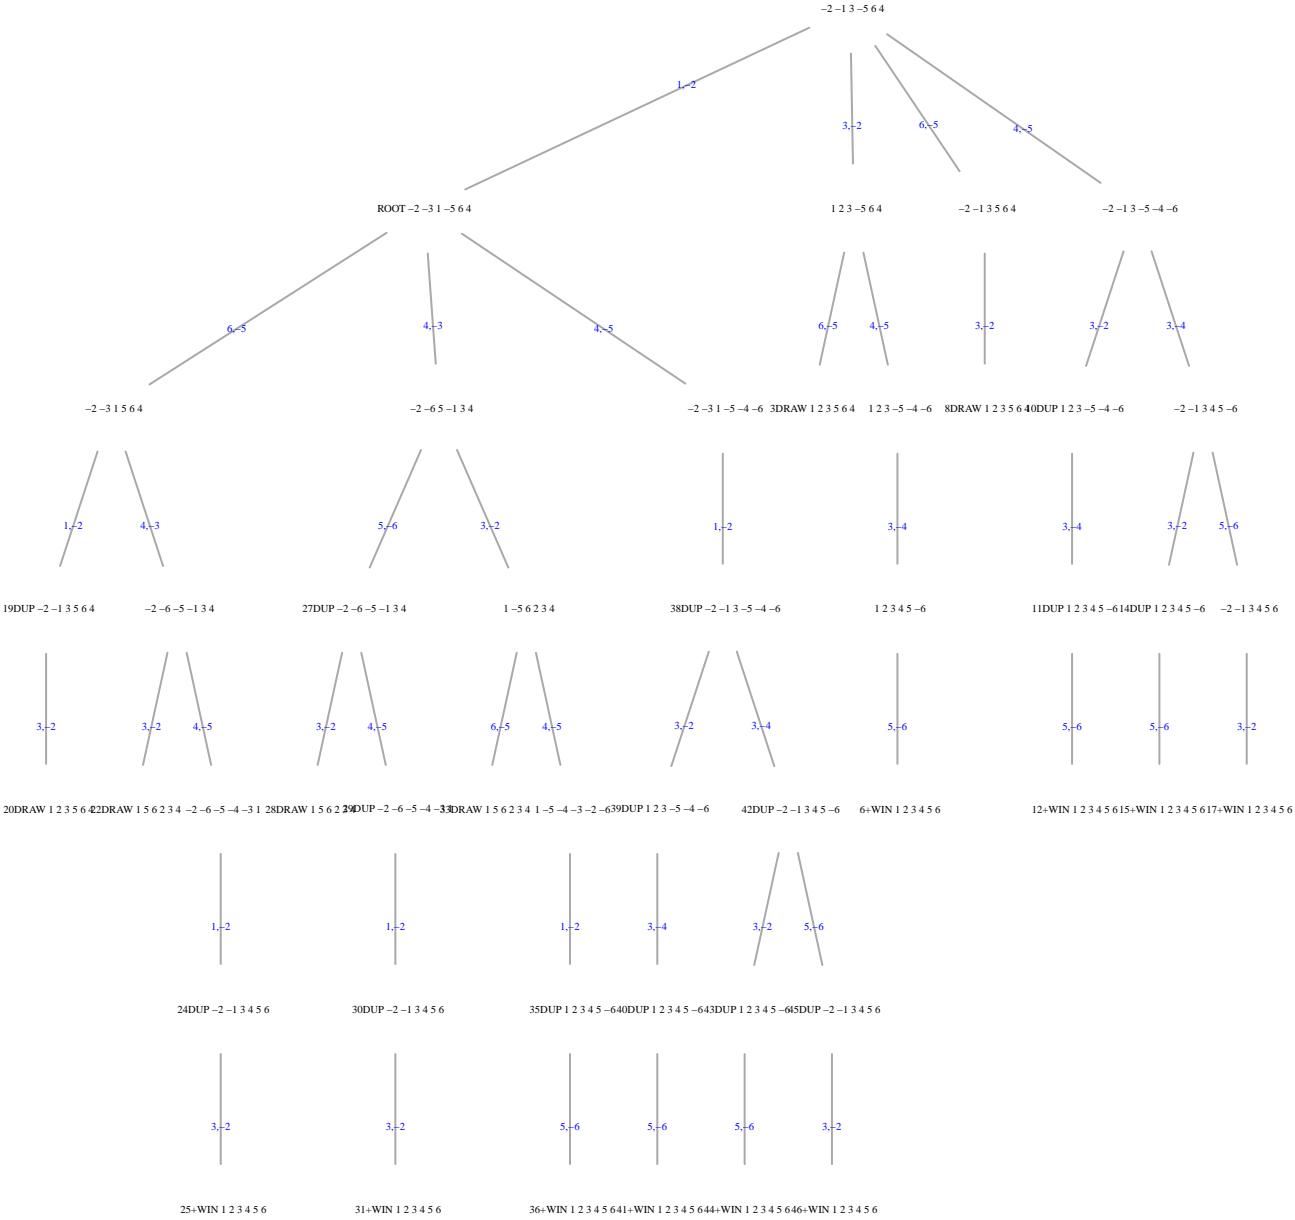 −2 −1 3 −5 6 4
1,−2
3,−2
6,−5
4,−5
ROOT −2 −3 1 −5 6 4
1 2 3 −5 6 4
−2 −1 3 5 6 4
−2 −1 3 −5 −4 −6
6,−5
4,−3
4,−5
6,−5
4,−5
3,−2
3,−2
3,−4
−2 −3 1 5 6 4
−2 −6 5 −1 3 4
−2 −3 1 −5 −4 −6
3DRAW 1 2 3 5 6 4
1 2 3 −5 −4 −6
8DRAW 1 2 3 5 6 4
10DUP 1 2 3 −5 −4 −6
−2 −1 3 4 5 −6
1,−2
4,−3
5,−6
3,−2
1,−2
3,−4
3,−4
3,−2
5,−6
19DUP −2 −1 3 5 6 4
−2 −6 −5 −1 3 4
27DUP −2 −6 −5 −1 3 4
1 −5 6 2 3 4
38DUP −2 −1 3 −5 −4 −6
1 2 3 4 5 −6
11DUP 1 2 3 4 5 −6
14DUP 1 2 3 4 5 −6
−2 −1 3 4 5 6
3,−2
3,−2
4,−5
3,−2
4,−5
6,−5
4,−5
3,−2
3,−4
5,−6
5,−6
5,−6
3,−2
20DRAW 1 2 3 5 6 4
22DRAW 1 5 6 2 3 4
−2 −6 −5 −4 −3 1
28DRAW 1 5 6 2 3 4
29DUP −2 −6 −5 −4 −3 1
33DRAW 1 5 6 2 3 4
1 −5 −4 −3 −2 −6
39DUP 1 2 3 −5 −4 −6
42DUP −2 −1 3 4 5 −6
6+WIN 1 2 3 4 5 6
12+WIN 1 2 3 4 5 6
15+WIN 1 2 3 4 5 6
17+WIN 1 2 3 4 5 6
1,−2
1,−2
1,−2
3,−4
3,−2
5,−6
24DUP −2 −1 3 4 5 6
30DUP −2 −1 3 4 5 6
35DUP 1 2 3 4 5 −6
40DUP 1 2 3 4 5 −6
43DUP 1 2 3 4 5 −6
45DUP −2 −1 3 4 5 6
3,−2
3,−2
5,−6
5,−6
5,−6
3,−2
25+WIN 1 2 3 4 5 6
31+WIN 1 2 3 4 5 6
36+WIN 1 2 3 4 5 6
41+WIN 1 2 3 4 5 6
44+WIN 1 2 3 4 5 6
46+WIN 1 2 3 4 5 6